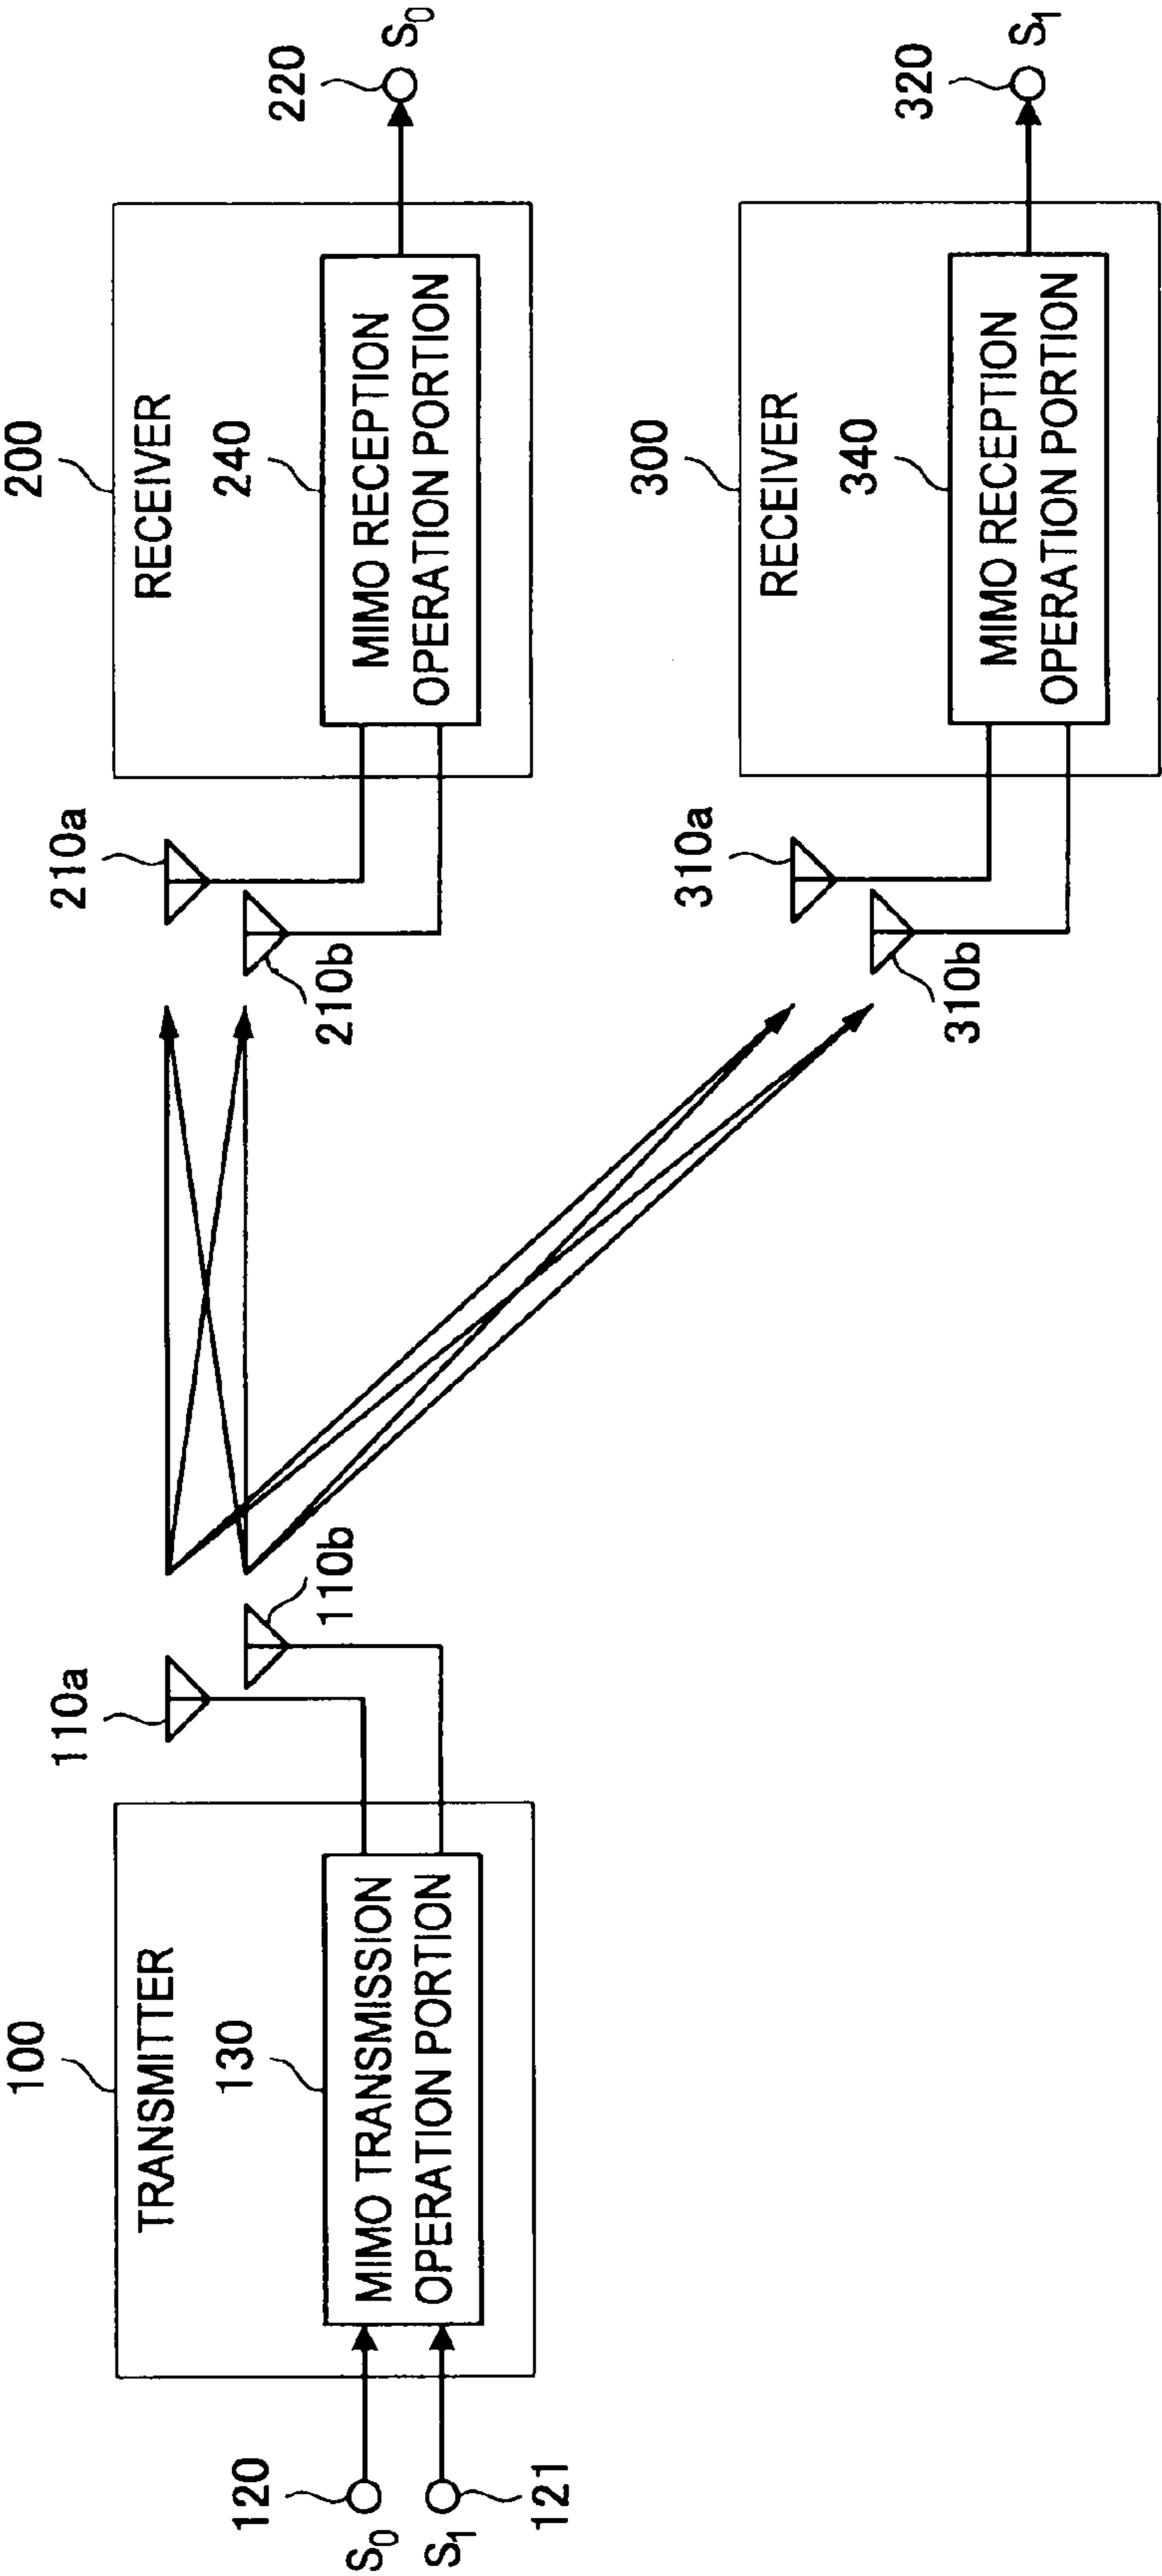 100
TRANSMITTER
130
MIMO TRANSMISSION
OPERATION PORTION
120
S0
S1
121
110a
110b
200
RECEIVER
240
MIMO RECEPTION
OPERATION PORTION
210a
210b
220
S0
300
RECEIVER
340
MIMO RECEPTION
OPERATION PORTION
310a
310b
320
S1